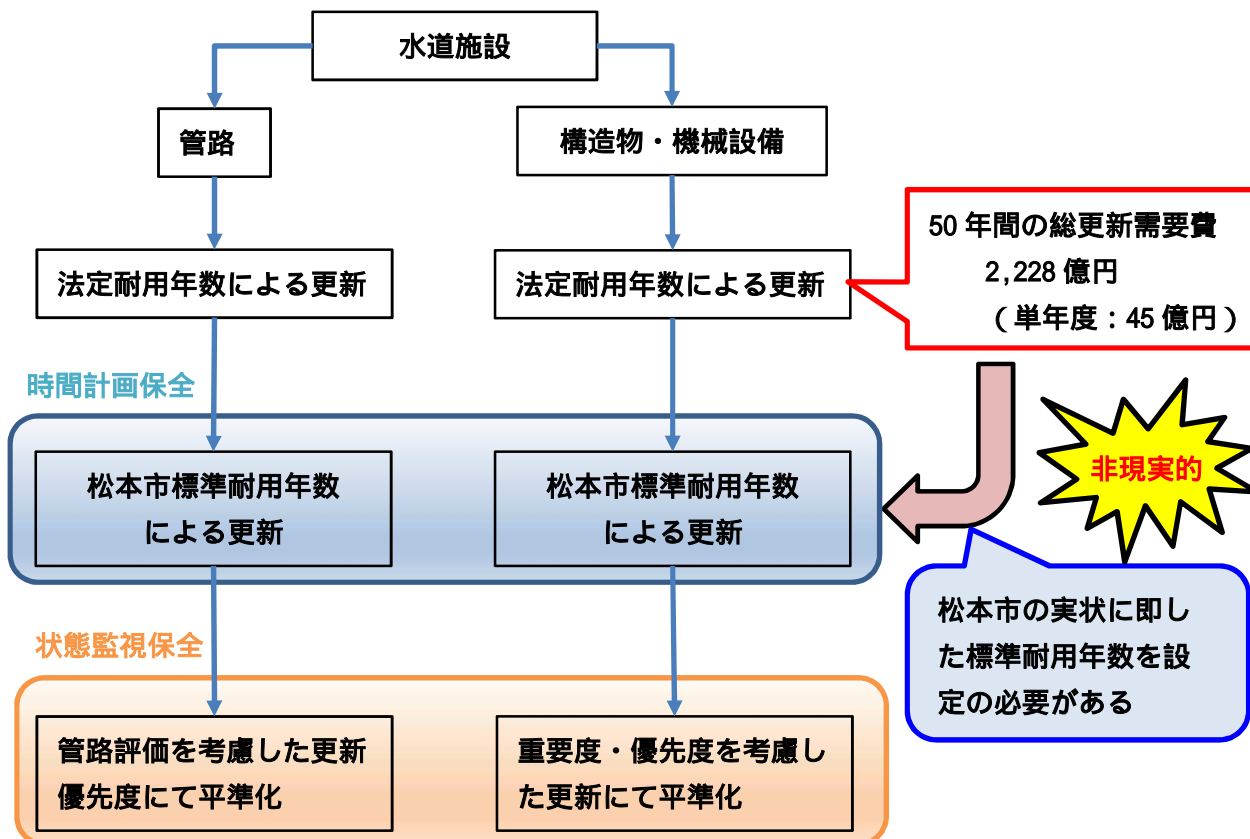 水道施設
管路
構造物・機械設備
法定耐用年数による更新
法定耐用年数による更新
50年間の総更新需要費
2,228億円
（単年度：45億円）
時間計画保全
非現実的
松本市標準耐用年数
による更新
松本市標準耐用年数
による更新
松本市の実状に即し
た標準耐用年数を設
定の必要がある
状態監視保全
管路評価を考慮した更新
優先度にて平準化
重要度・優先度を考慮し
た更新にて平準化